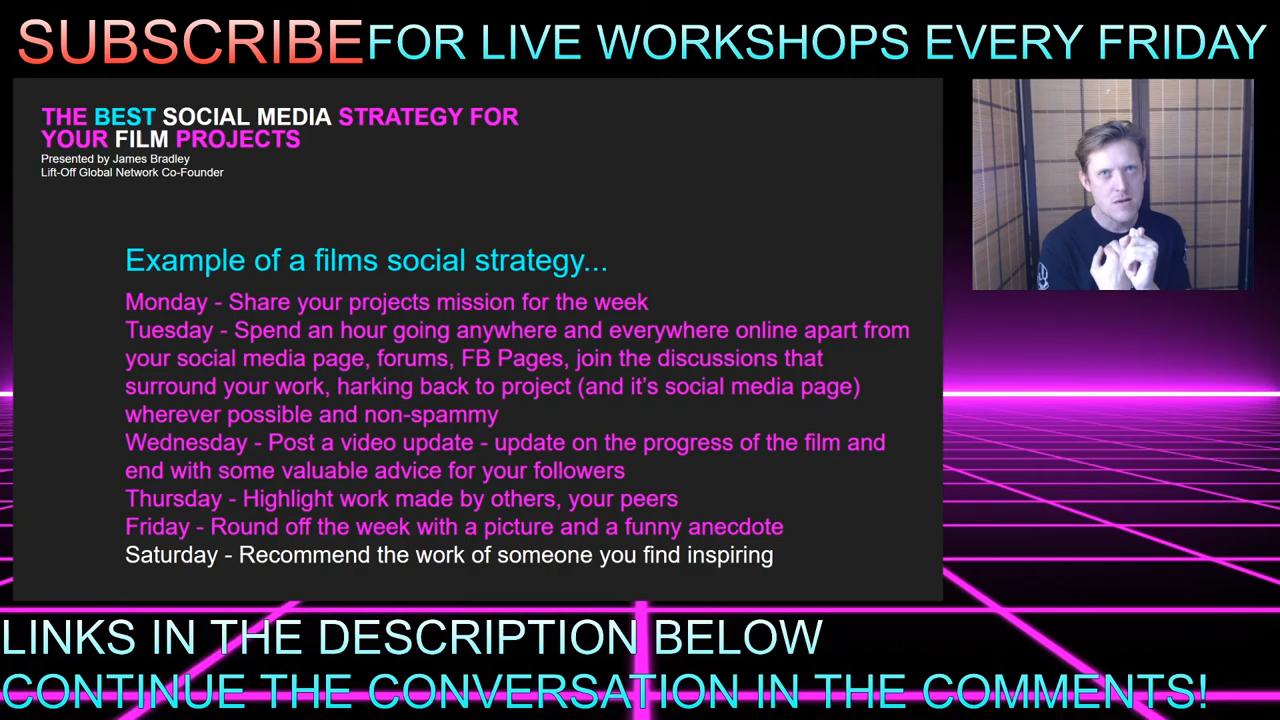 SUBSCRIBE FOR LIVE WORKSHOPS EVERY FRIDAY
THE BEST SOCIAL MEDIA STRATEGY FOR
YOUR FILM PROJECTS
Presented by James Bradley
Lift-Off Global Network Co-Founder
Example of a films social strategy...
Monday - Share your projects mission for the week
Tuesday - Spend an hour going anywhere and everywhere online apart from
your social media page, forums, FB Pages, join the discussions that
surround your work, harking back to project (and it's social media page)
wherever possible and non-spammy
Wednesday - Post a video update - update on the progress of the film and
end with some valuable advice for your followers
Thursday - Highlight work made by others, your peers
Friday - Round off the week with a picture and a funny anecdote
Saturday - Recommend the work of someone you find inspiring
LINKS IN THE DESCRIPTION BELOW
CONTINUE THE CONVERSATION IN THE COMMENTS!